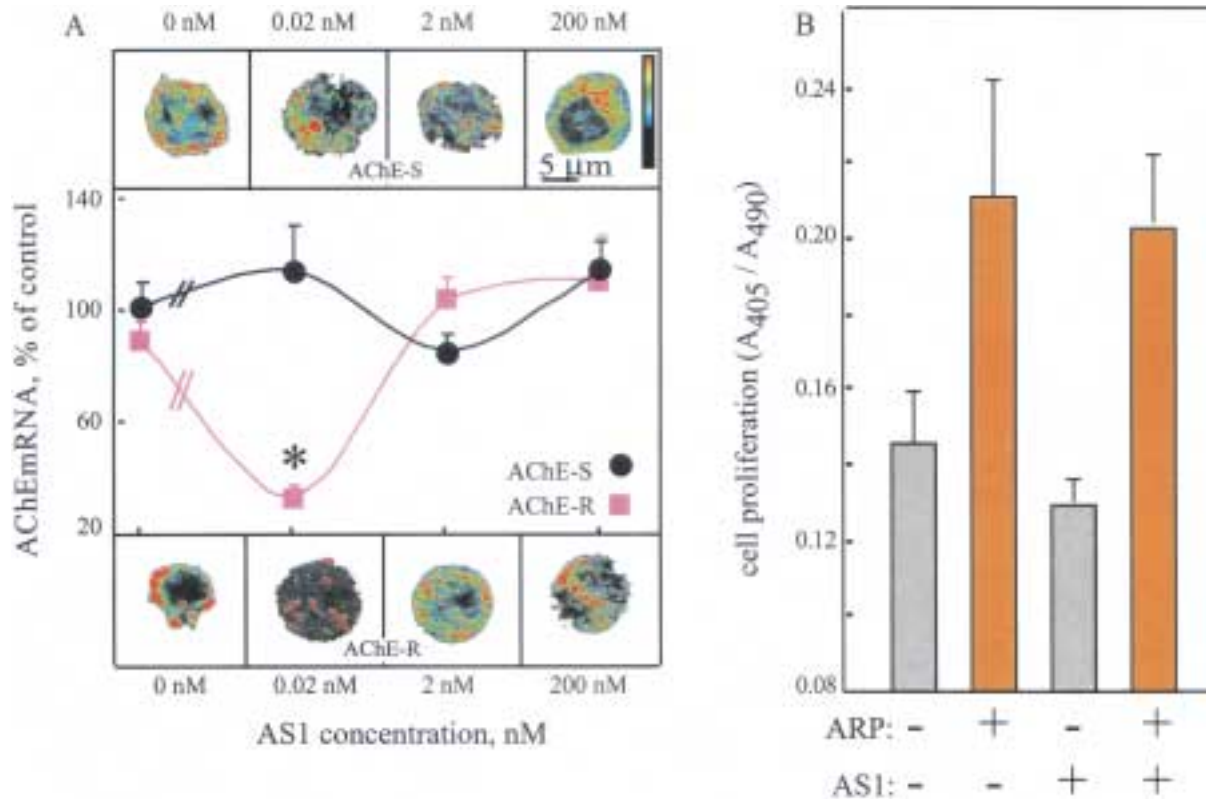 A
0 nM 0.02 nM 2 nM 200 nM
AChE-S
5 µm
140
100
60
20
AChEmRNA, % of control
*
AChE-S
AChE-R
AChE-R
0 nM 0.02 nM 2 nM 200 nM
AS1 concentration, nM
B
0.24
0.20
0.16
0.12
0.08
cell proliferation (A405 / A490)
ARP: - + - +
AS1: - - + +